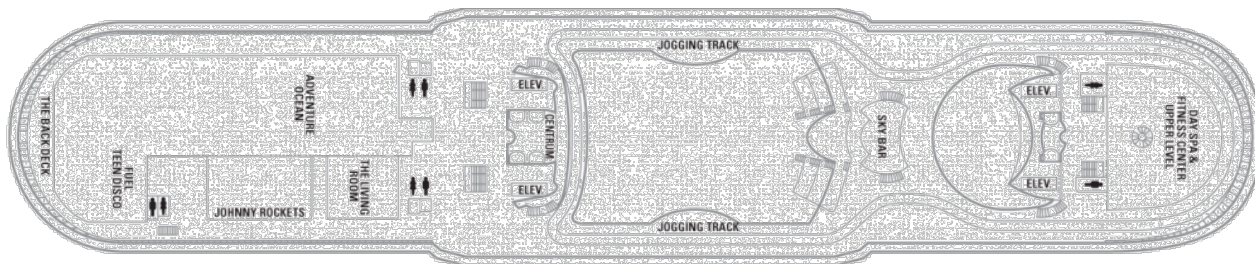 THE BACK DECK
FUEL
TEEN DISCO
ADVENTURE
OCEAN
JOHNNY ROCKETS
THE LIVING
ROOM
ELEV
CENTRUM
ELEV
JOGGING TRACK
JOGGING TRACK
SKY BAR
ELEV
ELEV
DAY SPA &
FITNESS CENTER
UPPER LEVEL